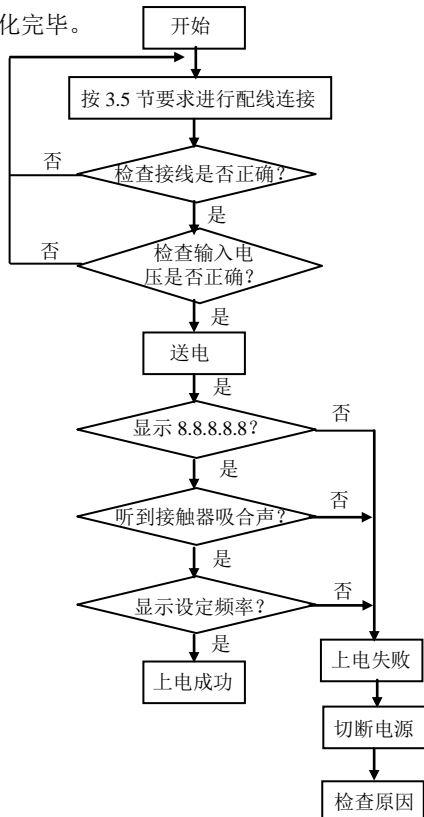 化完毕。
开始
按 3.5 节要求进行配线连接
否
检查接线是否正确?
是
否
检查输入电
压是否正确?
是
送电
是
显示 8.8.8.8.8?
否
是
听到接触器吸合声?
否
是
显示设定频率?
否
是
上电成功
上电失败
切断电源
检查原因